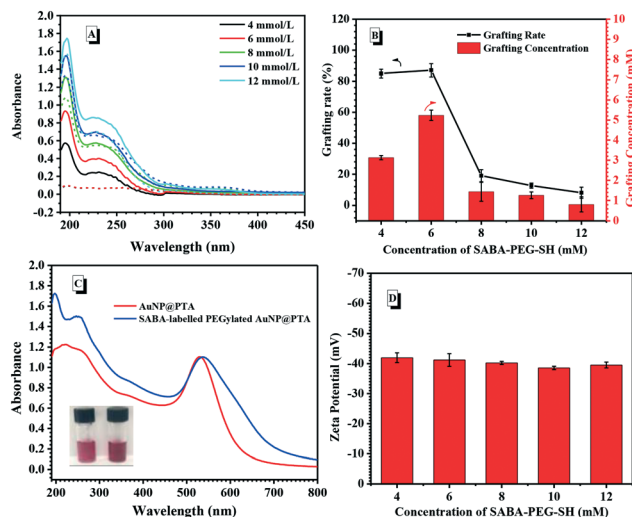 A
4 mmol/L
6 mmol/L
8 mmol/L
10 mmol/L
12 mmol/L
2.0
1.8
1.6
1.4
1.2
1.0
0.8
0.6
0.4
0.2
0.0
-0.2
Absorbance
200 250 300 350 400 450
Wavelength (nm)
B
Grafting Rate
Grafting Concentration
120
100
80
60
40
20
0
Grafting rate (%)
10
9
8
7
6
5
4
3
2
1
0
Grafting Concentration (mM)
4 6 8 10 12
Concentration of SABA-PEG-SH (mM)
C
AuNP@PTA
SABA-labelled PEGylated AuNP@PTA
2.0
1.8
1.6
1.4
1.2
1.0
0.8
0.6
0.4
0.2
0.0
Absorbance
200 300 400 500 600 700 800
Wavelength (nm)
D
-70
-60
-50
-40
-30
-20
-10
0
Zeta Potential (mV)
4 6 8 10 12
Concentration of SABA-PEG-SH (mM)